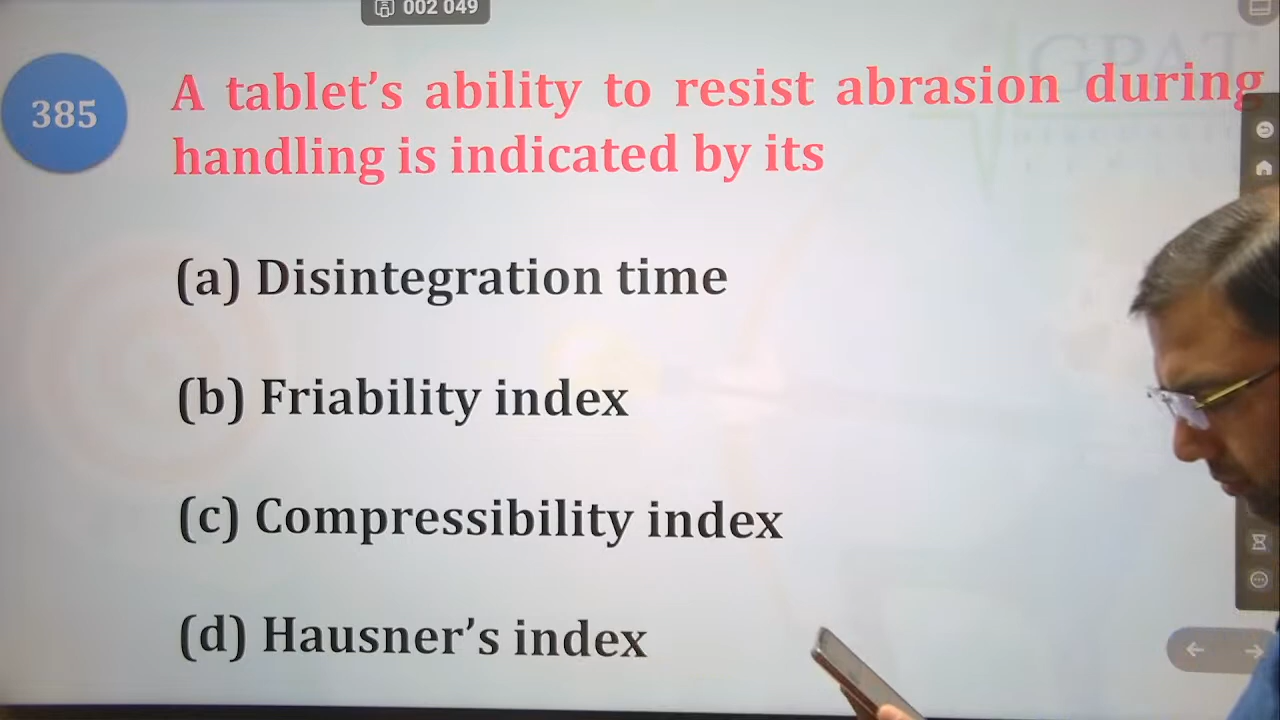 002 049
GPAT
385
A tablet's ability to resist abrasion during
handling is indicated by its
(a) Disintegration time
(b) Friability index
(c) Compressibility index
(d) Hausner's index